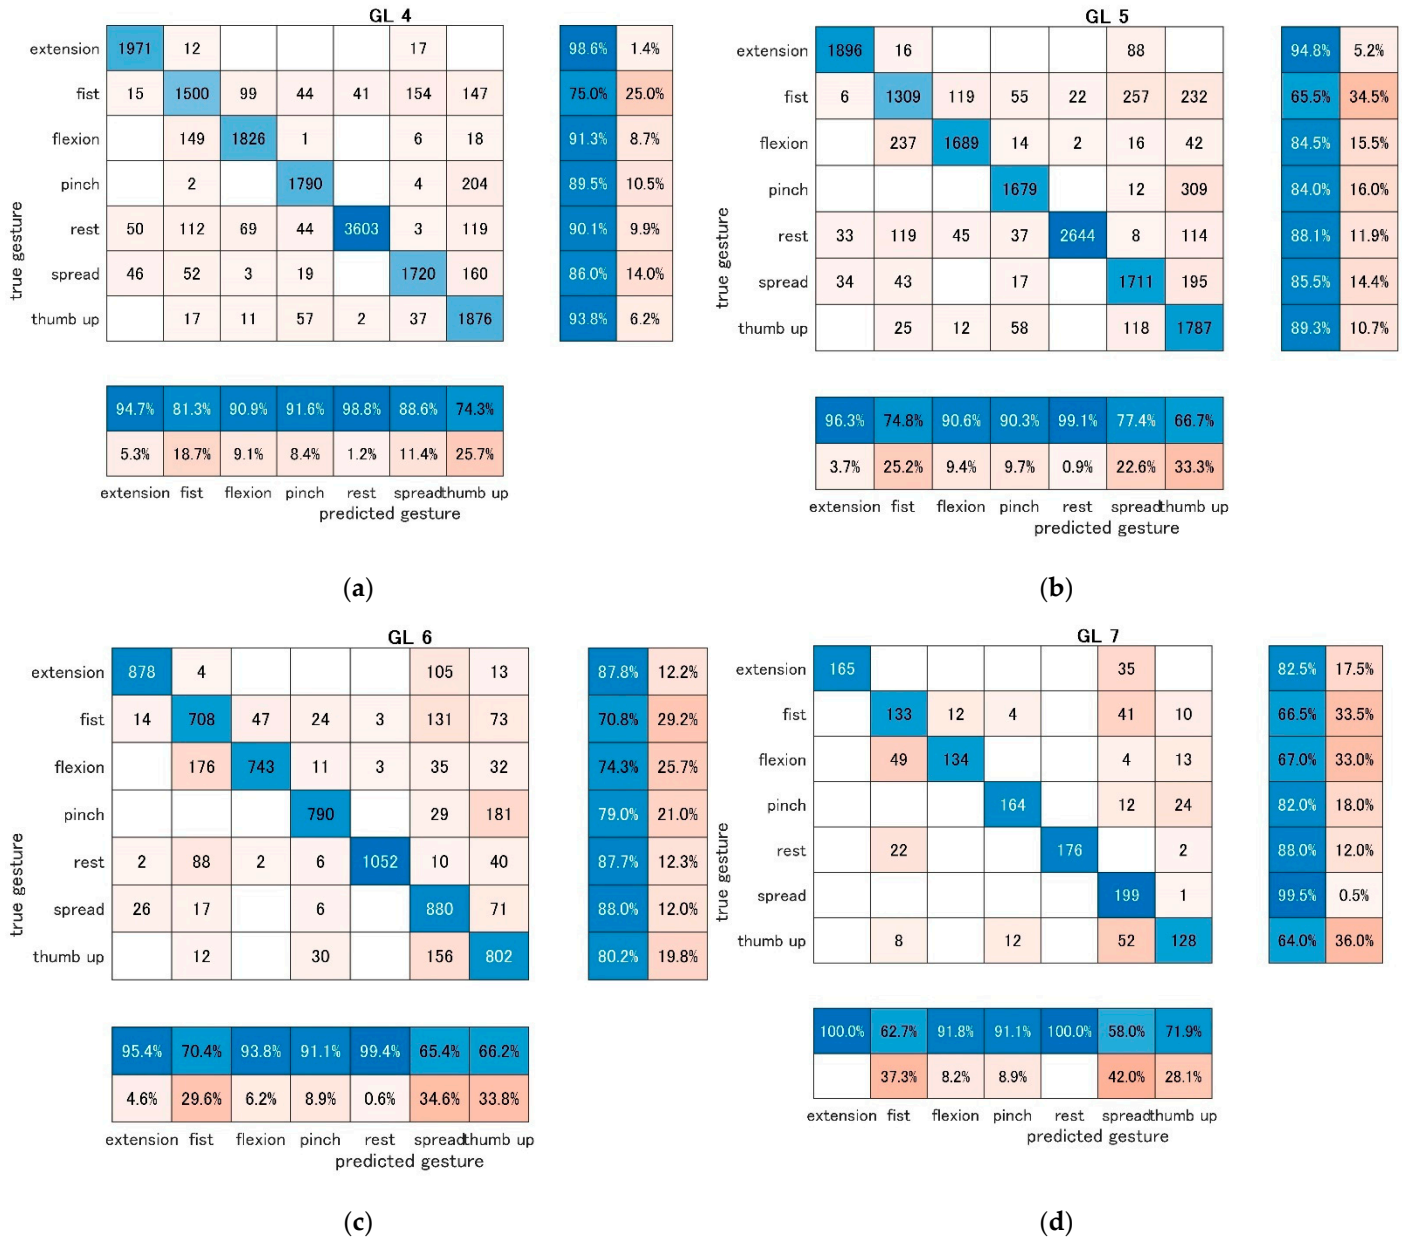 GL 4
extension 1971 12 17 98.6% 1.4%
fist 15 1500 99 44 41 154 147 75.0% 25.0%
flexion 149 1826 1 6 18 91.3% 8.7%
pinch 2 1790 4 204 89.5% 10.5%
rest 50 112 69 44 3603 3 119 90.1% 9.9%
spread 46 52 3 19 1720 160 86.0% 14.0%
thumb up 17 11 57 2 37 1876 93.8% 6.2%
true gesture
94.7% 81.3% 90.9% 91.6% 98.8% 88.6% 74.3%
5.3% 18.7% 9.1% 8.4% 1.2% 11.4% 25.7%
extension fist flexion pinch rest spread thumb up
predicted gesture
(a)
GL 5
extension 1896 16 88 94.8% 5.2%
fist 6 1309 119 55 22 257 232 65.5% 34.5%
flexion 237 1689 14 2 16 42 84.5% 15.5%
pinch 1679 12 309 84.0% 16.0%
rest 33 119 45 37 2644 8 114 88.1% 11.9%
spread 34 43 17 1711 195 85.5% 14.4%
thumb up 25 12 58 118 1787 89.3% 10.7%
true gesture
96.3% 74.8% 90.6% 90.3% 99.1% 77.4% 66.7%
3.7% 25.2% 9.4% 9.7% 0.9% 22.6% 33.3%
extension fist flexion pinch rest spread thumb up
predicted gesture
(b)
GL 6
extension 878 4 105 13 87.8% 12.2%
fist 14 708 47 24 3 131 73 70.8% 29.2%
flexion 176 743 11 3 35 32 74.3% 25.7%
pinch 790 29 181 79.0% 21.0%
rest 2 88 2 6 1052 10 40 87.7% 12.3%
spread 26 17 6 880 71 88.0% 12.0%
thumb up 12 30 156 802 80.2% 19.8%
true gesture
95.4% 70.4% 93.8% 91.1% 99.4% 65.4% 66.2%
4.6% 29.6% 6.2% 8.9% 0.6% 34.6% 33.8%
extension fist flexion pinch rest spread thumb up
predicted gesture
(c)
GL 7
extension 165 35 82.5% 17.5%
fist 133 12 4 41 10 66.5% 33.5%
flexion 49 134 4 13 67.0% 33.0%
pinch 164 12 24 82.0% 18.0%
rest 22 176 2 88.0% 12.0%
spread 199 1 99.5% 0.5%
thumb up 8 12 52 128 64.0% 36.0%
true gesture
100.0% 62.7% 91.8% 91.1% 100.0% 58.0% 71.9%
37.3% 8.2% 8.9% 42.0% 28.1%
extension fist flexion pinch rest spread thumb up
predicted gesture
(d)